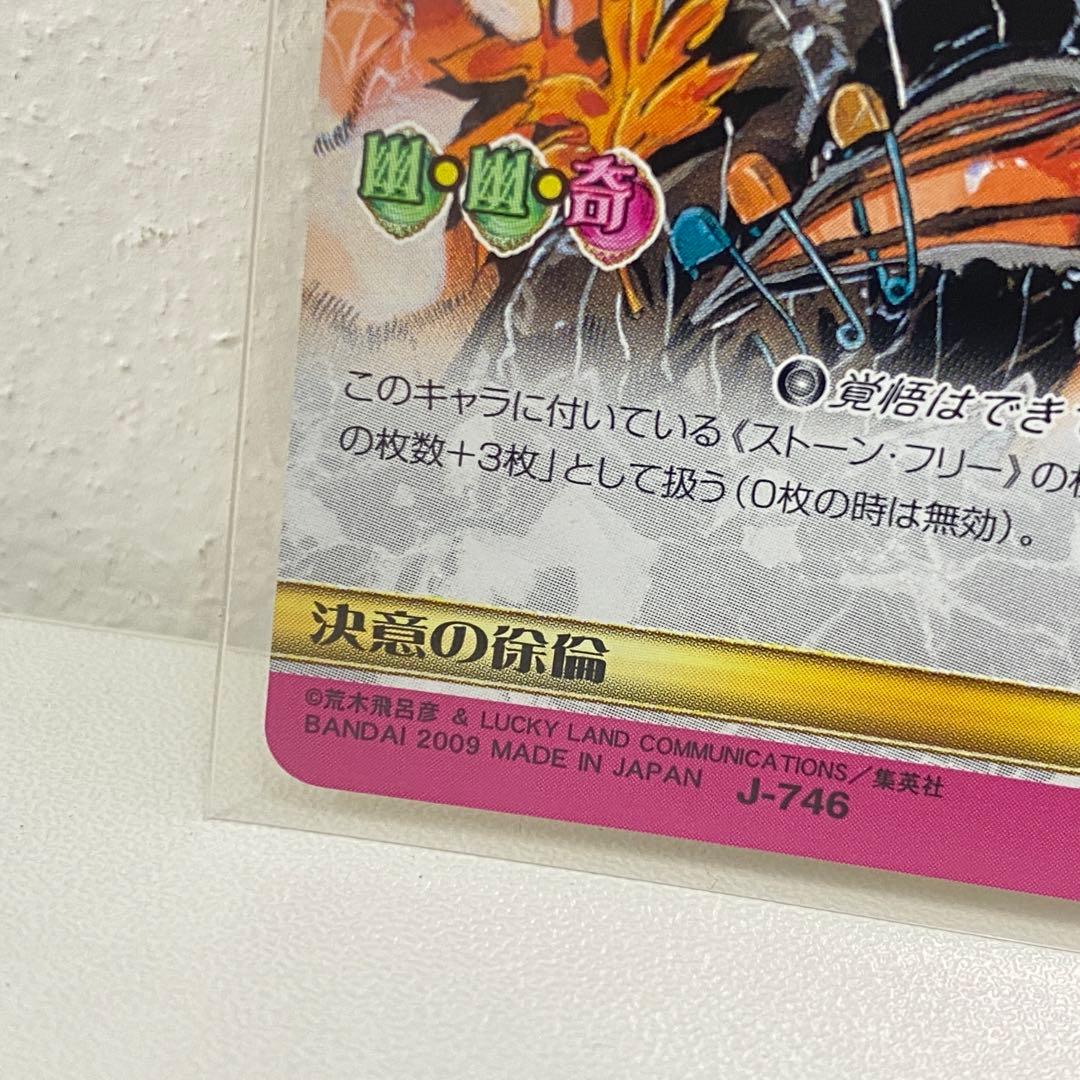 幽・幽・奇
覚悟はでき
このキャラに付いている《ストーン・フリー》の
の枚数+3枚」として扱う(0枚の時は無効)。
決意の徐倫
©荒木飛呂彦 & LUCKY LAND COMMUNICATIONS/集英社
BANDAI 2009 MADE IN JAPAN J-746